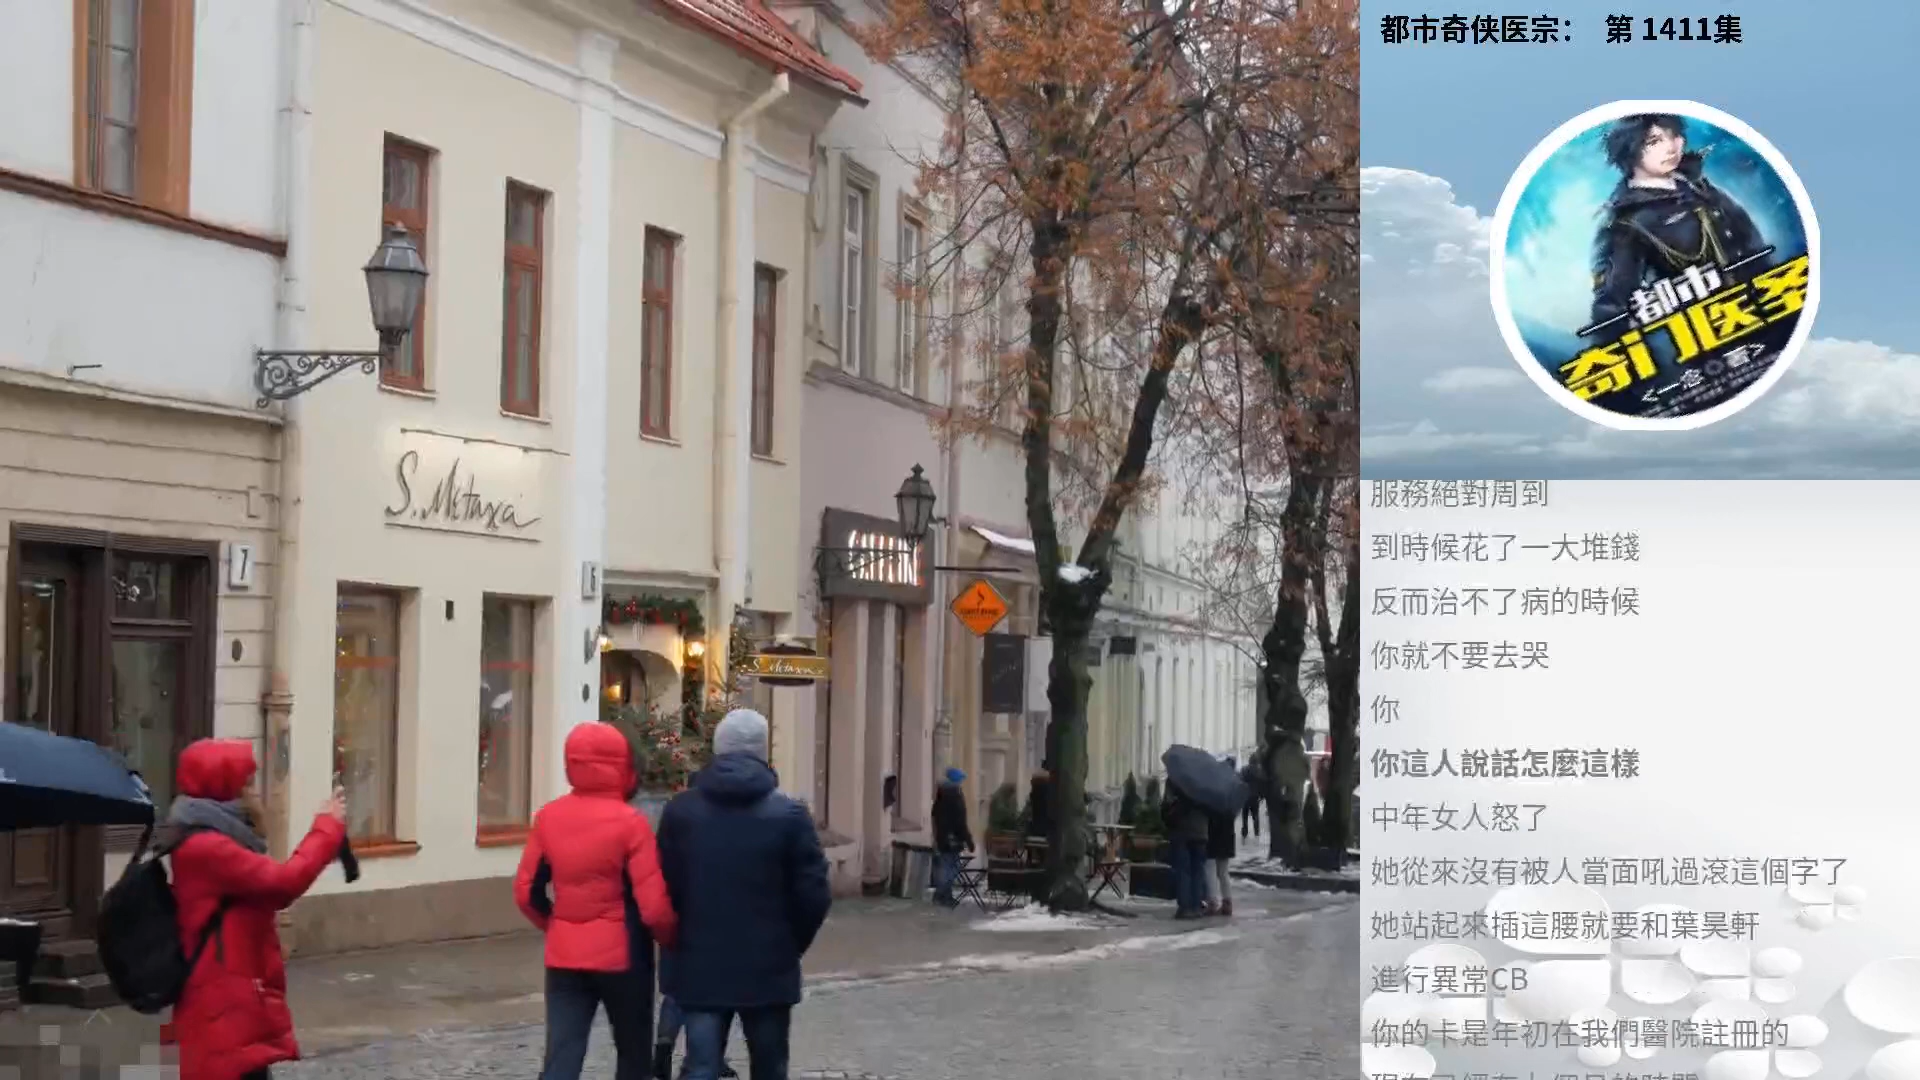 都市奇侠医宗： 第 1411集
都市
奇门医圣
服務絕對周到
到時候花了一大堆錢
反而治不了病的時候
你就不要去哭
你
你這人說話怎麼這樣
中年女人怒了
她從來沒有被人當面吼過滾這個字了
她站起來插這腰就要和葉昊軒
進行異常CB
你的卡是年初在我們醫院註冊的
S. Metaxa
7
6
S. Metaxa